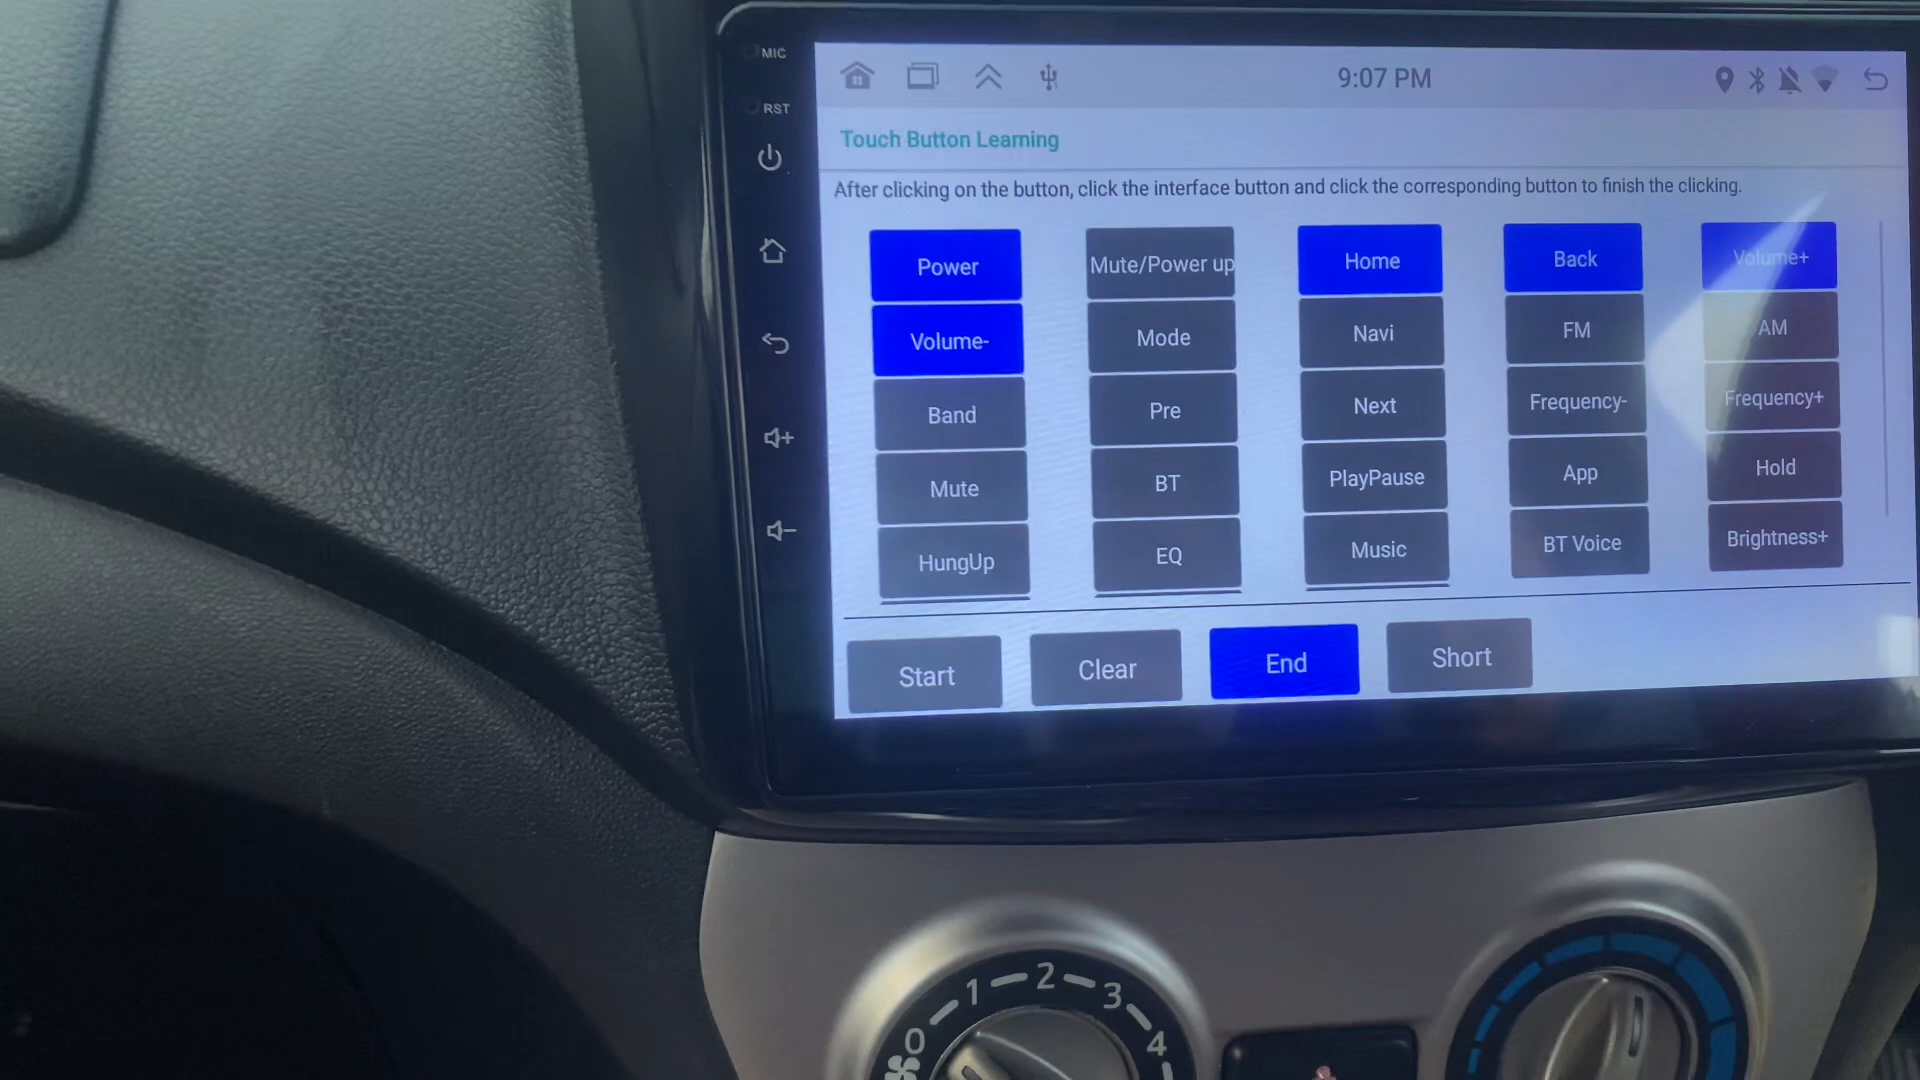 MIC
9:07 PM
RST
Touch Button Learning
After clicking on the button, click the interface button and click the corresponding button to finish the clicking.
Power Mute/Power up Home Back Volume+
Volume- Mode Navi FM AM
Band Pre Next Frequency- Frequency+
Mute BT PlayPause App Hold
HungUp EQ Music BT Voice Brightness+
Start Clear End Short
0 1 2 3 4